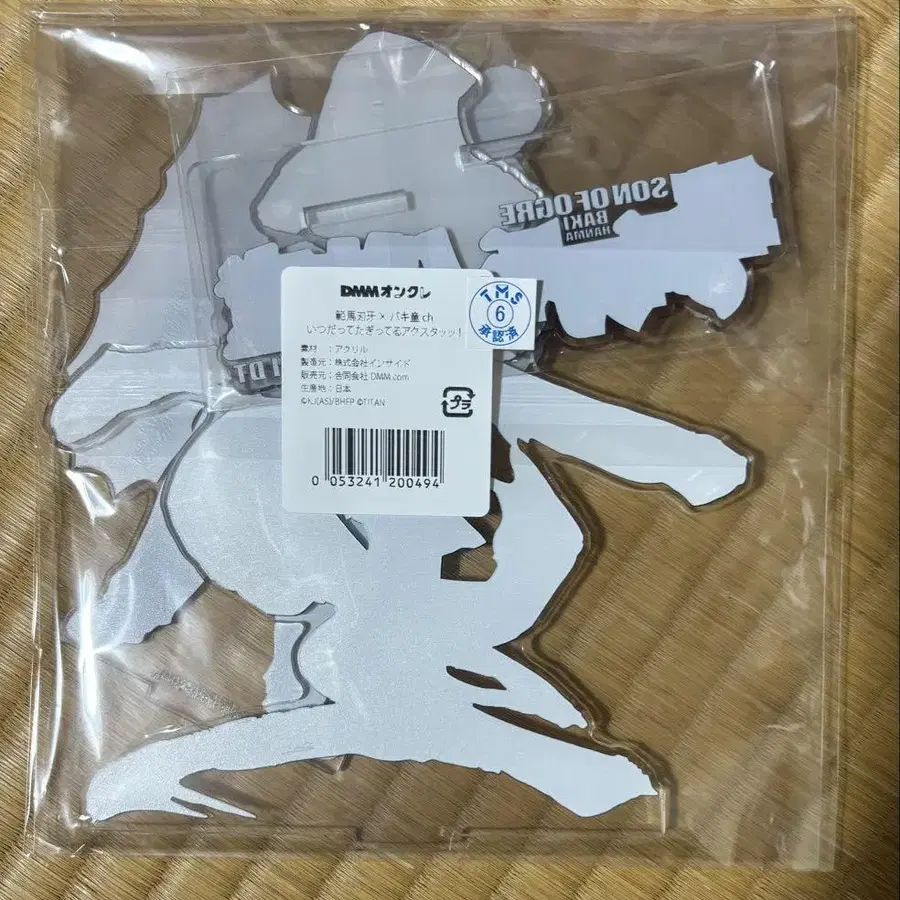 SON OF OGRE
BAKI
HANMA
DMMオンクレ
TMS
6
承認済
範馬刃牙 × バキ童ch
いつだってたぎってるアクスタッッ!
素材 : アクリル
製造元 : 株式会社インサイド
販売元 : 合同会社 DMM.com
生産地 : 日本
©KJ(AS)/BHFP ©TITAN
プラ
0 053241 200494